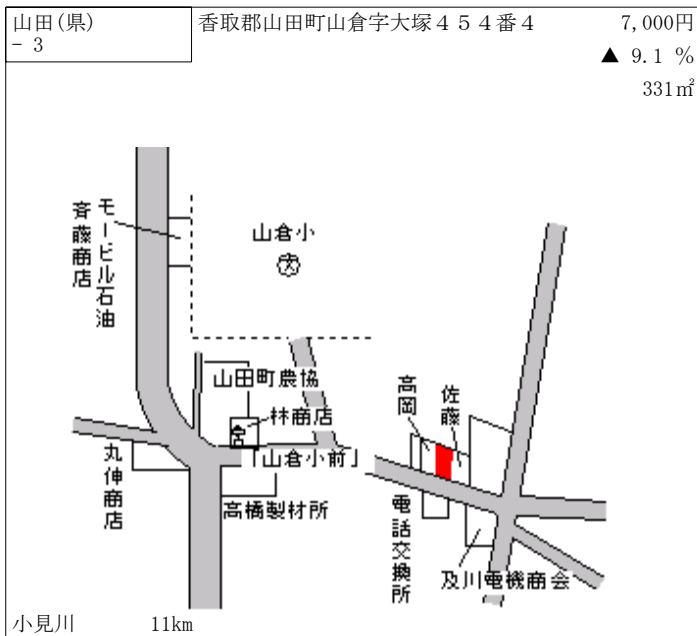 山田(県)
－ 3
香取郡山田町山倉字大塚４５４番４
7,000円
▲ 9.1 %
331㎡
モービル石油
斉藤商店
山倉小
文
山田町農協
林商店
「山倉小前」
丸伸商店
高橋製材所
高岡
佐藤
電話交換所
及川電機商会
小見川 11km